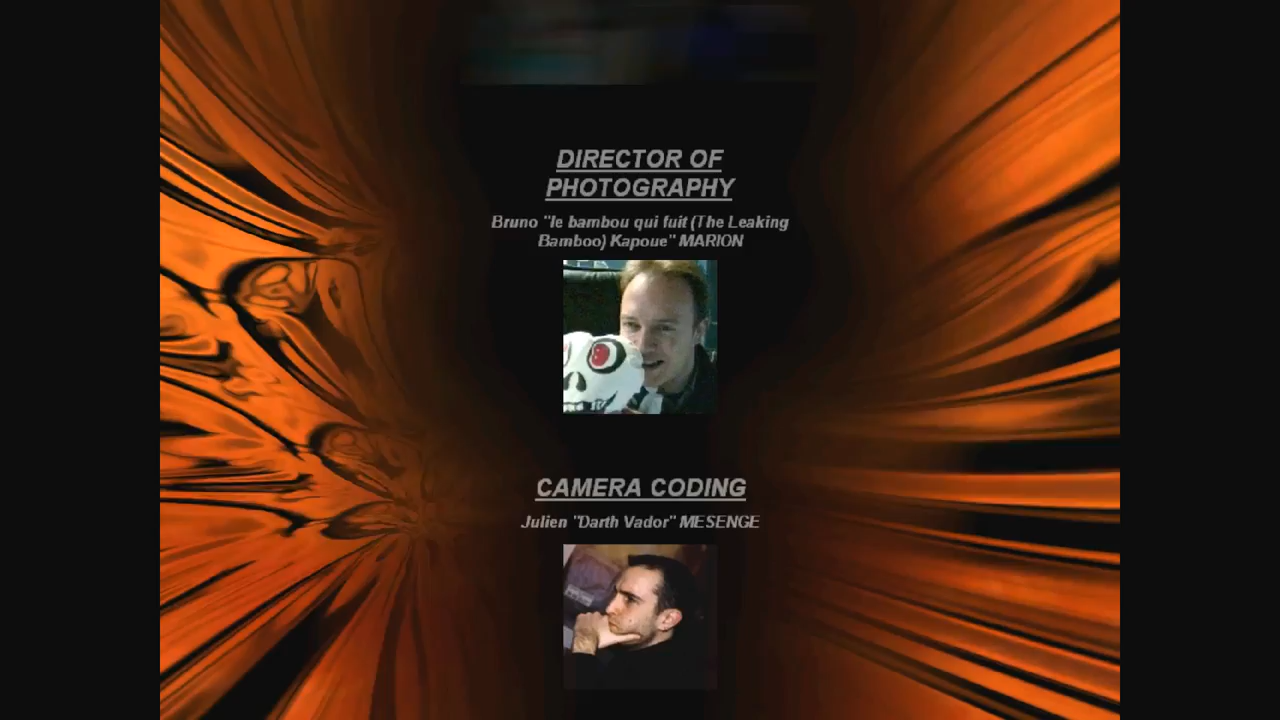 DIRECTOR OF
PHOTOGRAPHY
Bruno "le bambou qui fuit (The Leaking
Bamboo) Kapoue" MARION
CAMERA CODING
Julien "Darth Vador" MESENGE